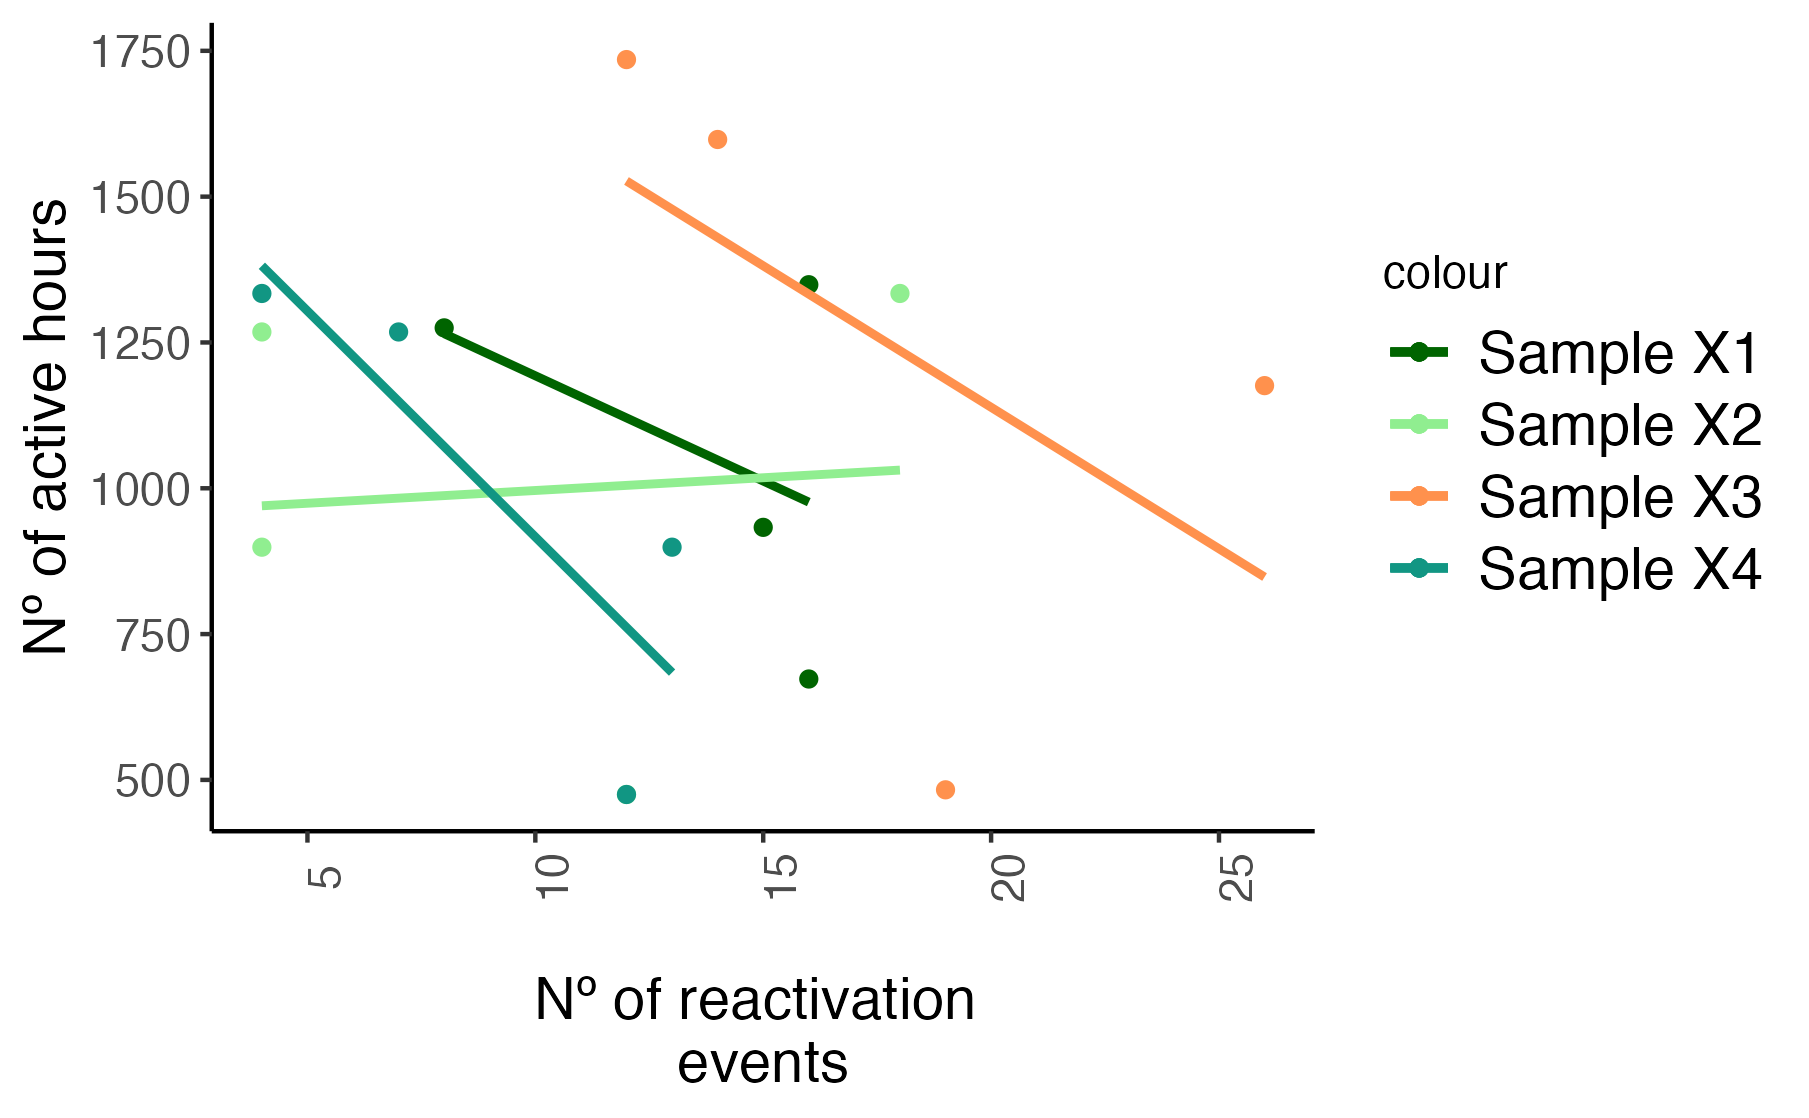 Nº of active hours
1750
1500
1250
1000
750
500
5
10
15
20
25
Nº of reactivation
events
colour
Sample X1
Sample X2
Sample X3
Sample X4